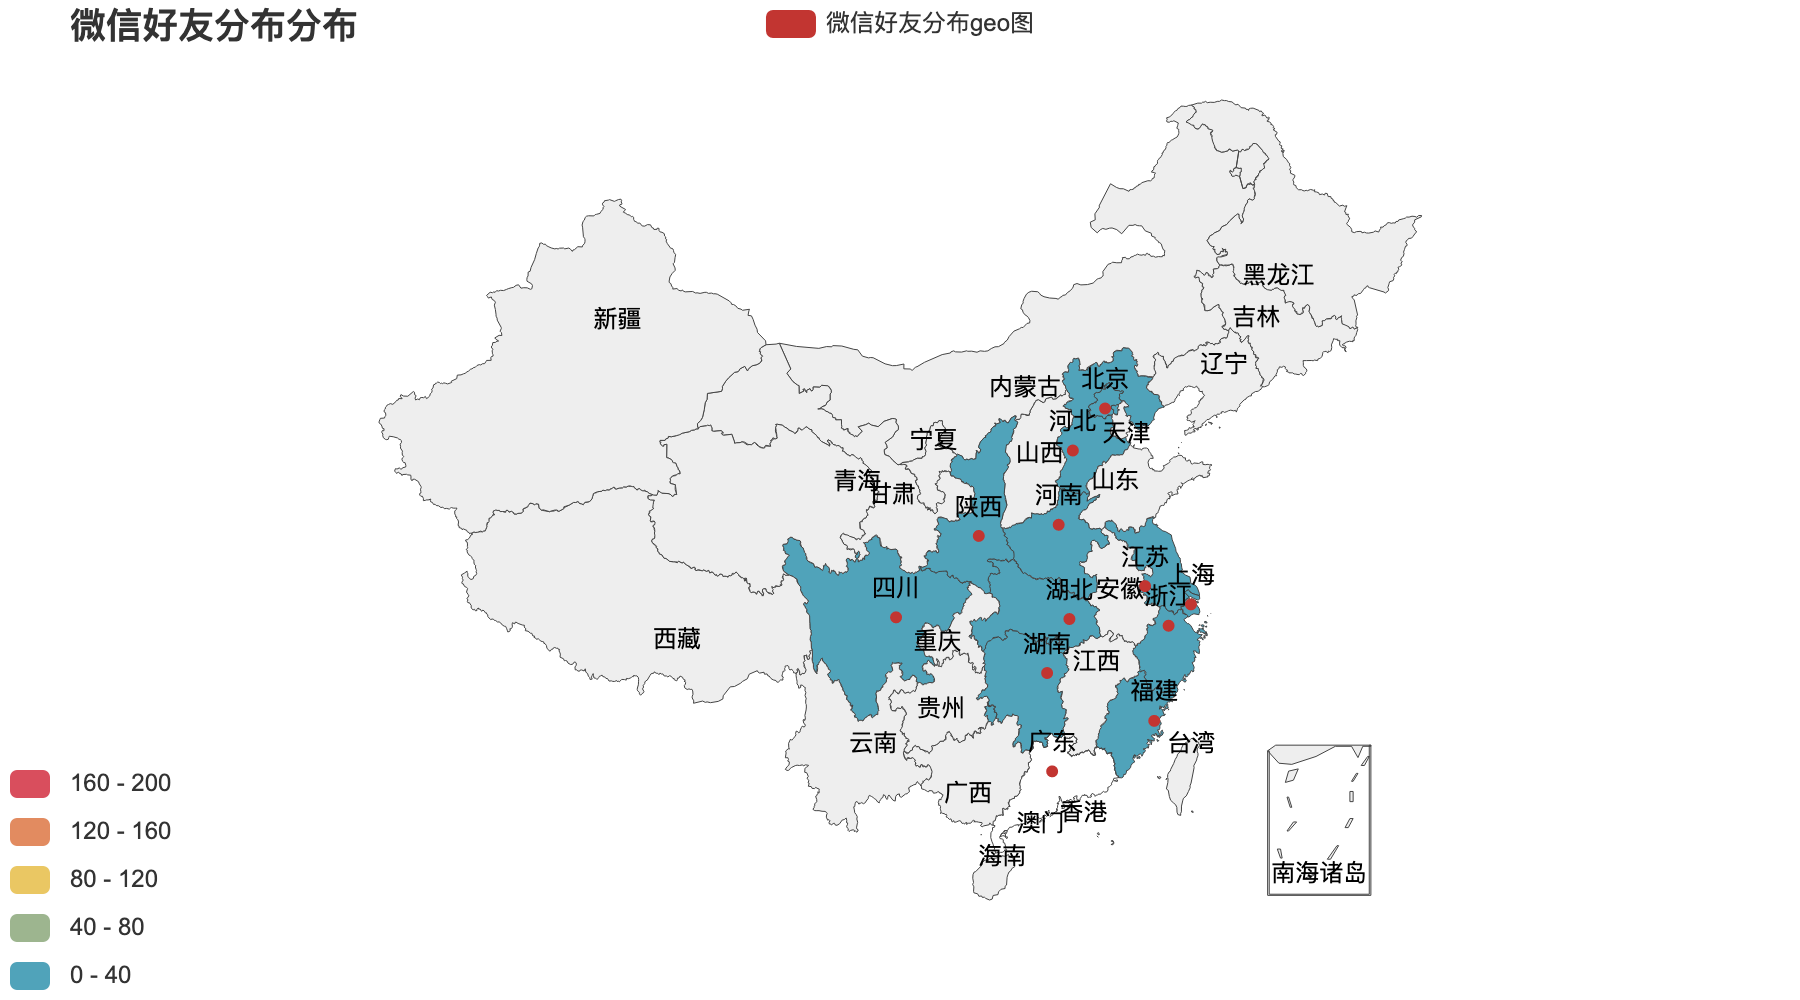 微信好友分布分布
微信好友分布geo图
黑龙江
吉林
新疆
辽宁
北京
内蒙古
河北
天津
宁夏
山西
青海
山东
甘肃
河南
陕西
江苏
上海
四川
湖北
安徽
浙江
西藏
重庆
湖南
江西
福建
贵州
云南
广东
台湾
广西
香港
澳门
海南
南海诸岛
160 - 200
120 - 160
80 - 120
40 - 80
0 - 40